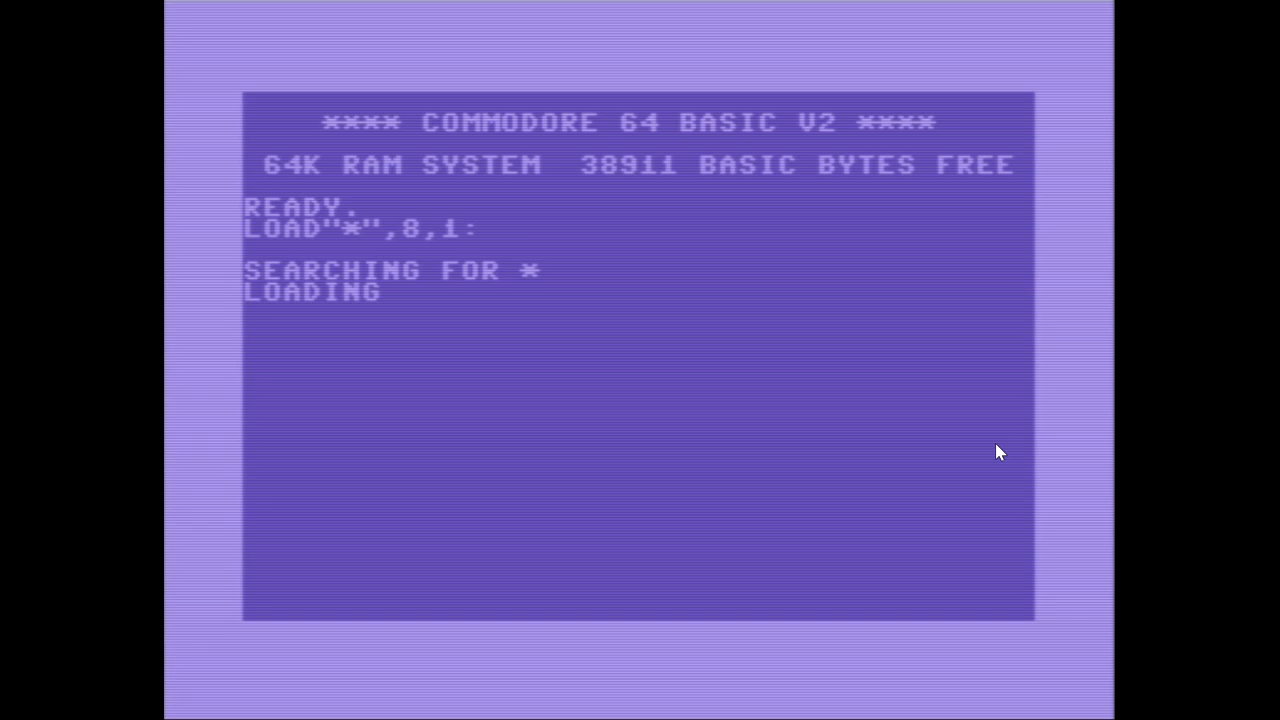 **** COMMODORE 64 BASIC V2 ****
64K RAM SYSTEM  38911 BASIC BYTES FREE
READY.
LOAD"*",8,1:
SEARCHING FOR *
LOADING